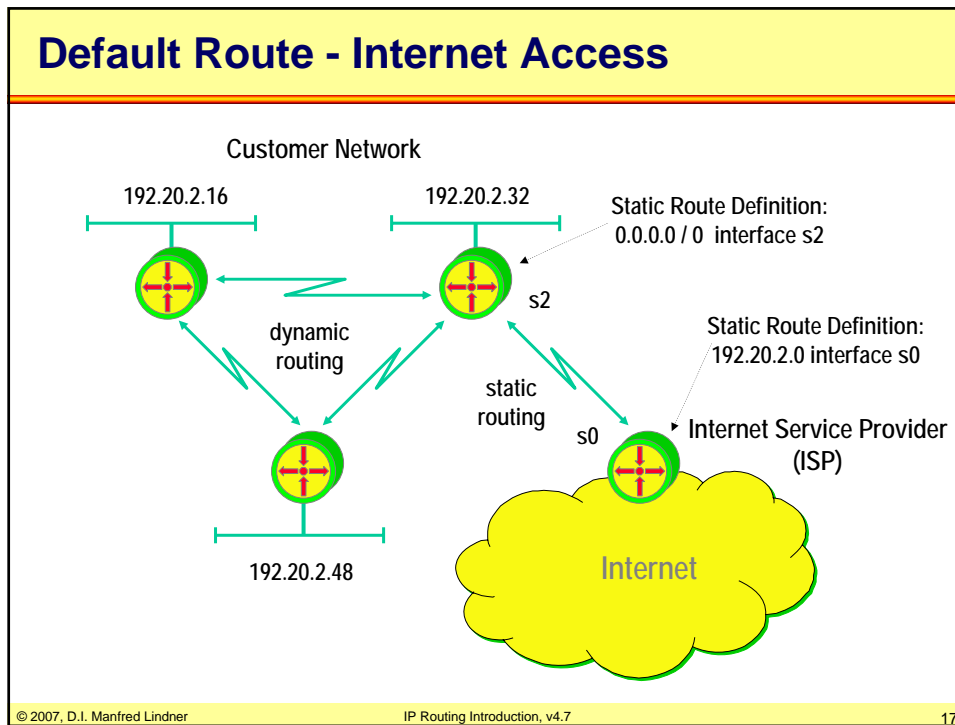 Default Route - Internet Access
Customer Network
192.20.2.16
192.20.2.32
Static Route Definition:
0.0.0.0 / 0 interface s2
s2
dynamic
routing
Static Route Definition:
192.20.2.0 interface s0
static
routing
s0
Internet Service Provider
(ISP)
192.20.2.48
Internet
© 2007, D.I. Manfred Lindner
IP Routing Introduction, v4.7
17